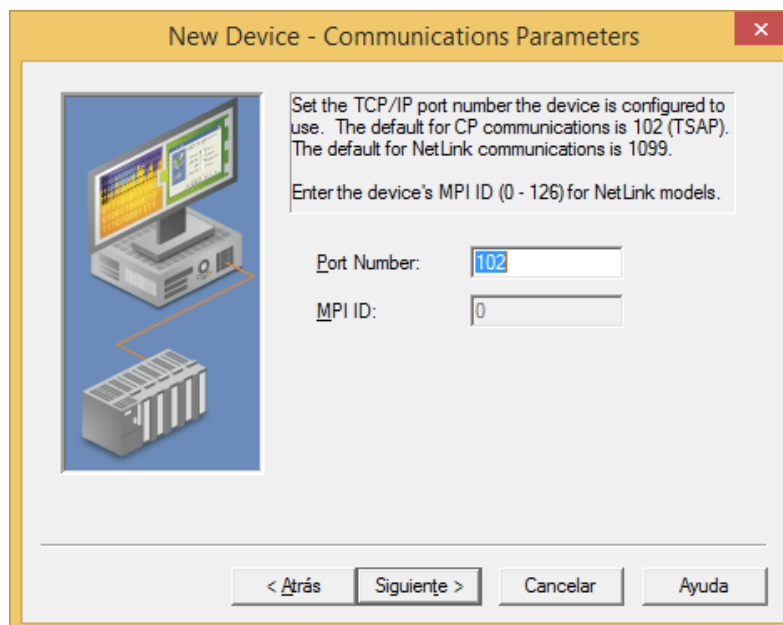 New Device - Communications Parameters
Set the TCP/IP port number the device is configured to
use. The default for CP communications is 102 (TSAP).
The default for NetLink communications is 1099.
Enter the device's MPI ID (0 - 126) for NetLink models.
Port Number: 102
MPI ID: 0
< Atrás Siguiente > Cancelar Ayuda